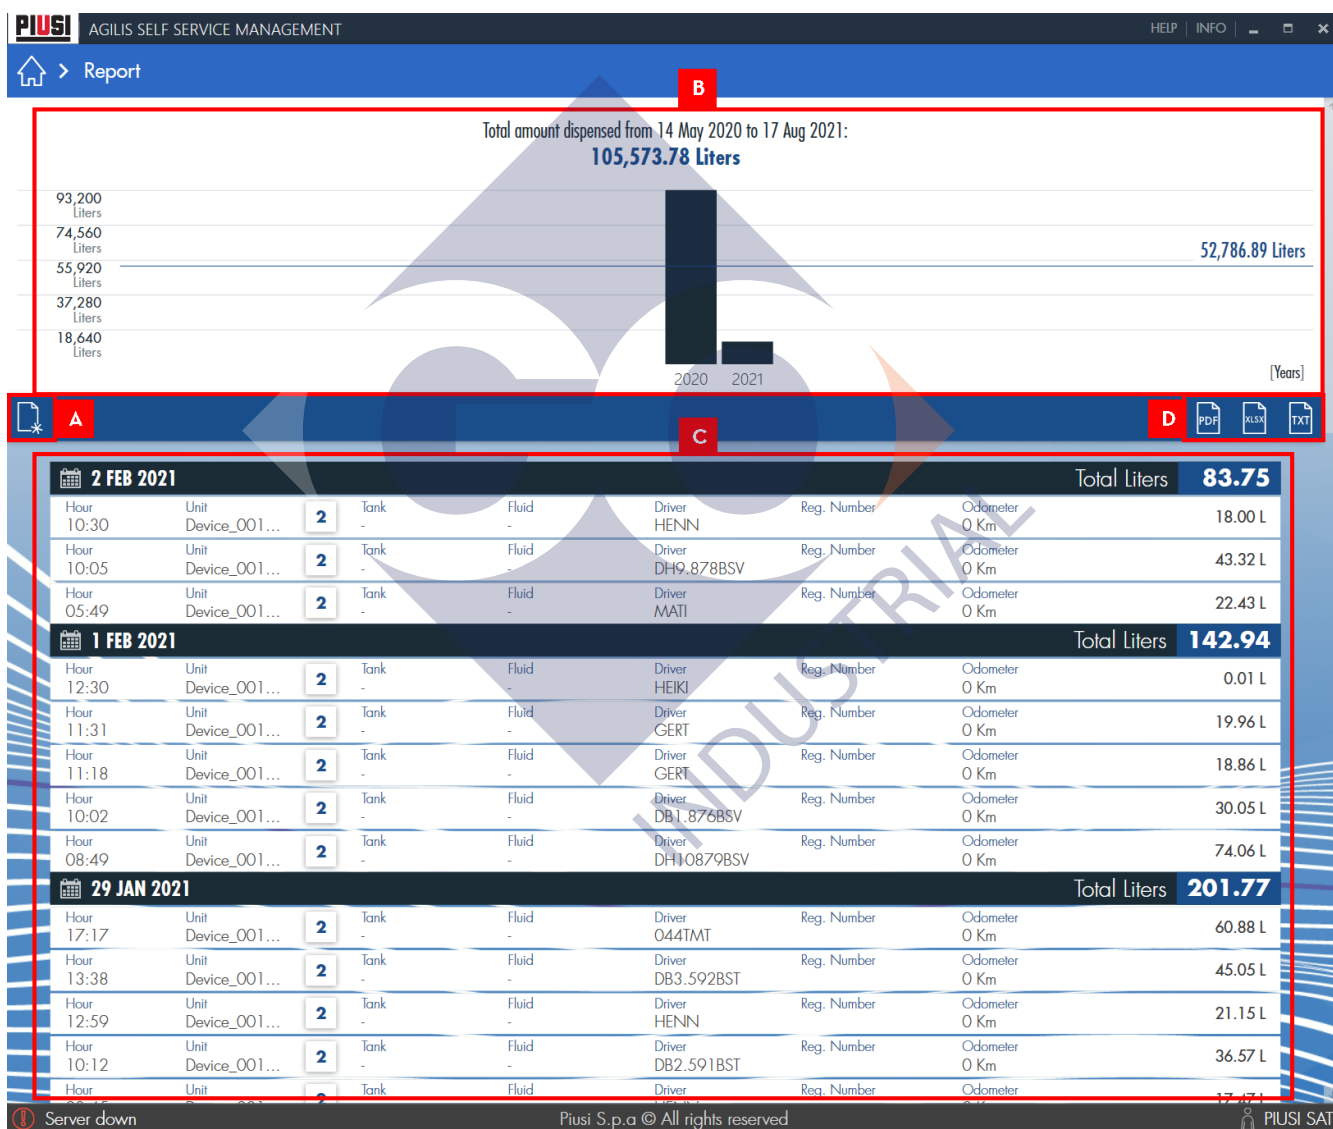 PIUSI AGILIS SELF SERVICE MANAGEMENT HELP INFO
Report
B
Total amount dispensed from 14 May 2020 to 17 Aug 2021:
105,573.78 Liters
93,200
Liters
74,560
Liters
52,786.89 Liters
55,920
Liters
37,280
Liters
18,640
Liters
2020 2021 [Years]
A D PDF XLSX TXT
C
2 FEB 2021 Total Liters 83.75
Hour Unit Tank Fluid Driver Reg. Number Odometer
10:30 Device_001... 2 - - HENN 0 Km 18.00 L
Hour Unit Tank Fluid Driver Reg. Number Odometer
10:05 Device_001... 2 - - DH9.878BSV 0 Km 43.32 L
Hour Unit Tank Fluid Driver Reg. Number Odometer
05:49 Device_001... 2 - - MATI 0 Km 22.43 L
1 FEB 2021 Total Liters 142.94
Hour Unit Tank Fluid Driver Reg. Number Odometer
12:30 Device_001... 2 - - HEIKI 0 Km 0.01 L
Hour Unit Tank Fluid Driver Reg. Number Odometer
11:31 Device_001... 2 - - GERT 0 Km 19.96 L
Hour Unit Tank Fluid Driver Reg. Number Odometer
11:18 Device_001... 2 - - GERT 0 Km 18.86 L
Hour Unit Tank Fluid Driver Reg. Number Odometer
10:02 Device_001... 2 - - DB1.876BSV 0 Km 30.05 L
Hour Unit Tank Fluid Driver Reg. Number Odometer
08:49 Device_001... 2 - - DH10879BSV 0 Km 74.06 L
INDUSTRIAL
29 JAN 2021 Total Liters 201.77
Hour Unit Tank Fluid Driver Reg. Number Odometer
17:17 Device_001... 2 - - 044TMT 0 Km 60.88 L
Hour Unit Tank Fluid Driver Reg. Number Odometer
13:38 Device_001... 2 - - DB3.592BST 0 Km 45.05 L
Hour Unit Tank Fluid Driver Reg. Number Odometer
12:59 Device_001... 2 - - HENN 0 Km 21.15 L
Hour Unit Tank Fluid Driver Reg. Number Odometer
10:12 Device_001... 2 - - DB2.591BST 0 Km 36.57 L
Hour Unit Tank Fluid Driver Reg. Number Odometer
Server down Piusi S.p.a © All rights reserved PIUSI SAT